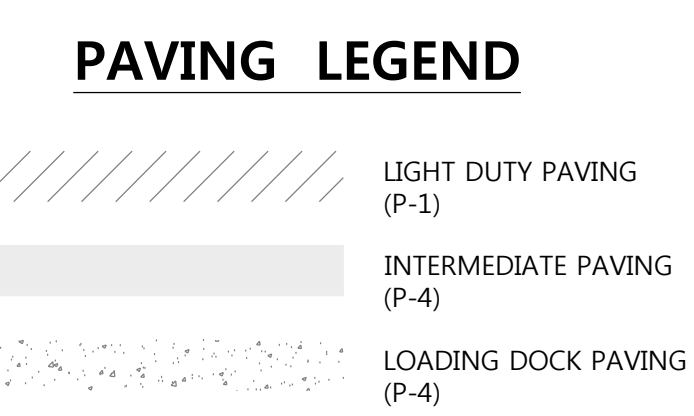 PAVING LEGEND
LIGHT DUTY PAVING
(P-1)
INTERMEDIATE PAVING
(P-4)
LOADING DOCK PAVING
(P-4)